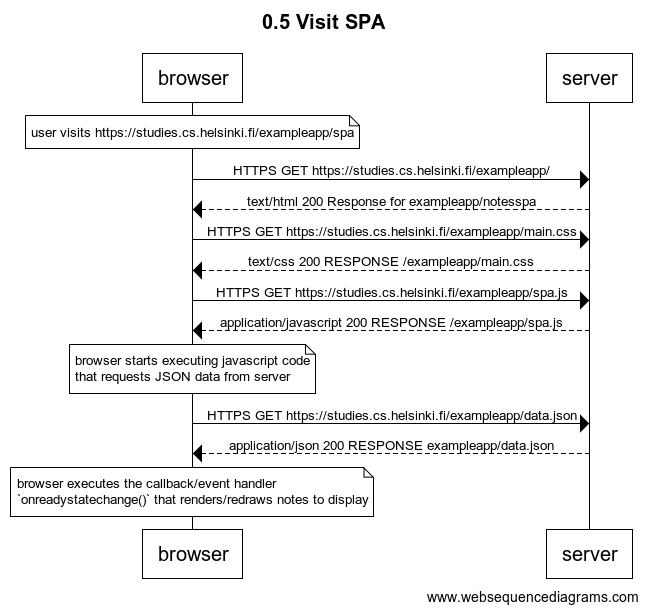 0.5 Visit SPA
browser
server
user visits https://studies.cs.helsinki.fi/exampleapp/spa
HTTPS GET https://studies.cs.helsinki.fi/exampleapp/
text/html 200 Response for exampleapp/notesspa
HTTPS GET https://studies.cs.helsinki.fi/exampleapp/main.css
text/css 200 RESPONSE /exampleapp/main.css
HTTPS GET https://studies.cs.helsinki.fi/exampleapp/spa.js
application/javascript 200 RESPONSE /exampleapp/spa.js
browser starts executing javascript code
that requests JSON data from server
HTTPS GET https://studies.cs.helsinki.fi/exampleapp/data.json
application/json 200 RESPONSE exampleapp/data.json
browser executes the callback/event handler
`onreadystatechange()` that renders/redraws notes to display
browser
server
www.websequencediagrams.com